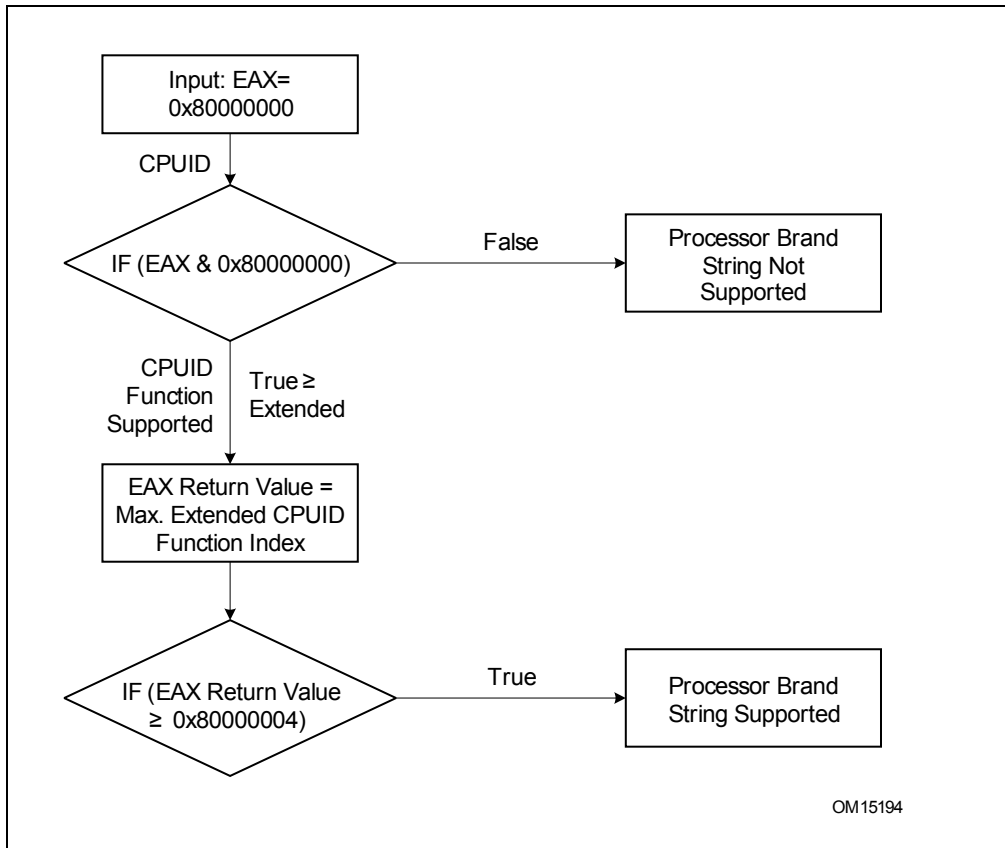 Input: EAX=
0x80000000
CPUID
IF (EAX & 0x80000000)
False
Processor Brand
String Not
Supported
CPUID
Function
Supported
True ≥
Extended
EAX Return Value =
Max. Extended CPUID
Function Index
IF (EAX Return Value
≥ 0x80000004)
True
Processor Brand
String Supported
OM15194